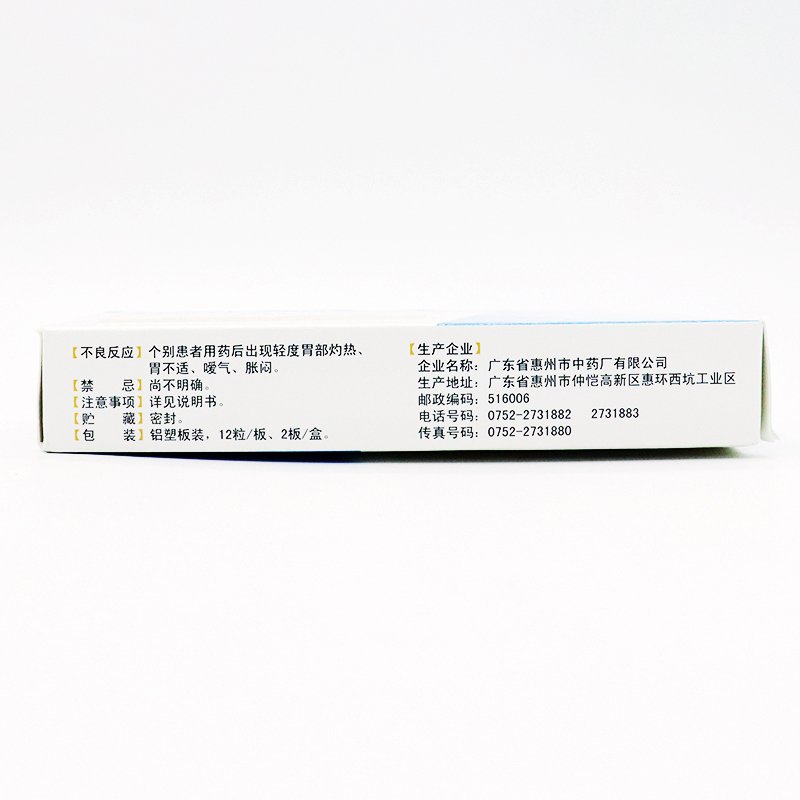 【不良反应】个别患者用药后出现轻度胃部灼热、
胃不适、嗳气、胀闷。
【禁　　忌】尚不明确。
【注意事项】详见说明书。
【贮　　藏】密封。
【包　　装】铝塑板装，12粒/板、2板/盒。
【生产企业】
企业名称：广东省惠州市中药厂有限公司
生产地址：广东省惠州市仲恺高新区惠环西坑工业区
邮政编码：516006
电话号码：0752-2731882　2731883
传真号码：0752-2731880